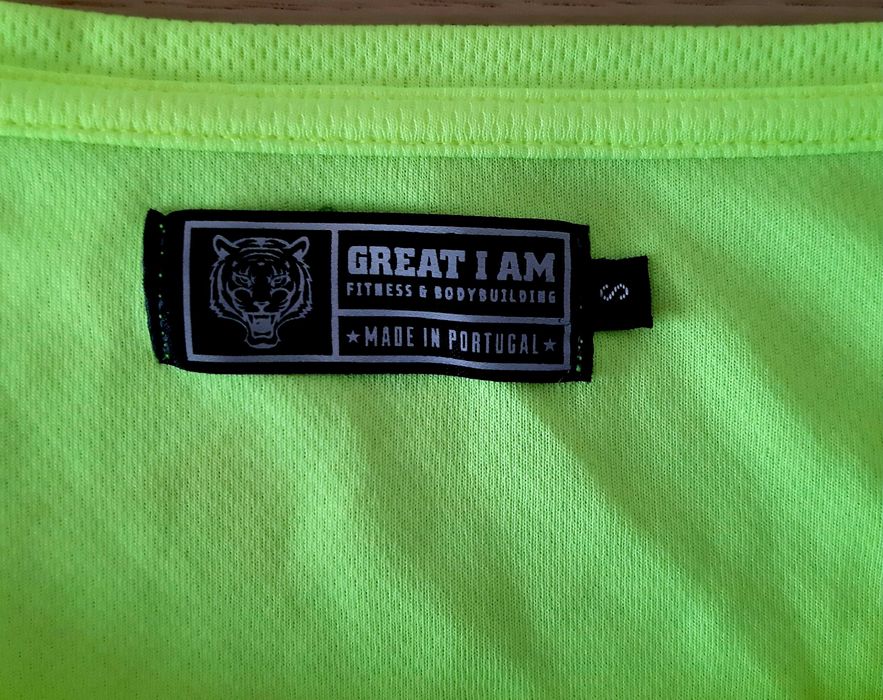 GREAT I AM
FITNESS & BODYBUILDING
★MADE IN PORTUGAL★
S